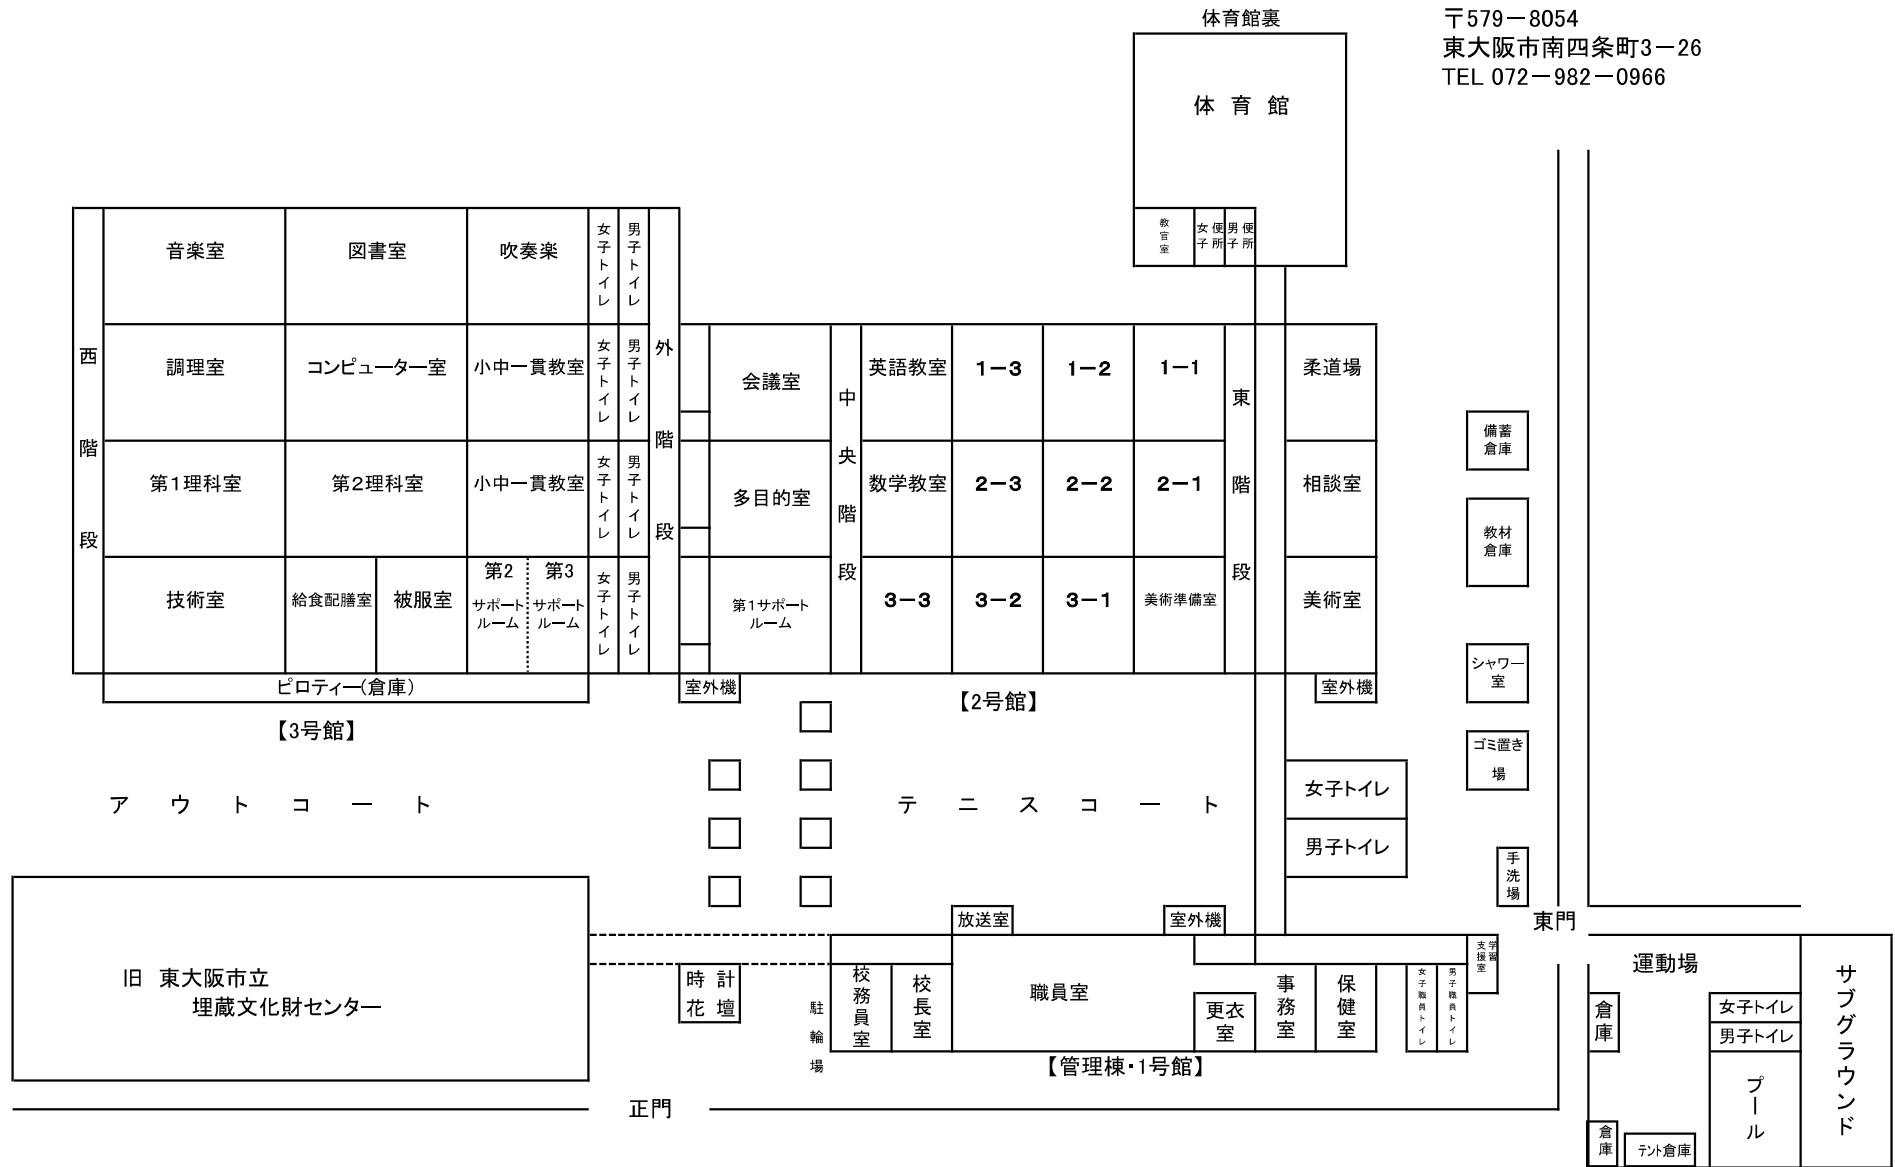 体育館裏
〒579－8054
東大阪市南四条町3－26
TEL 072－982－0966
体 育 館
教官室
女子便所
男子便所
西階段
音楽室
図書室
吹奏楽
女子トイレ
男子トイレ
外階段
調理室
コンピューター室
小中一貫教室
女子トイレ
男子トイレ
第1理科室
第2理科室
小中一貫教室
女子トイレ
男子トイレ
技術室
給食配膳室
被服室
第2
サポート
ルーム
第3
サポート
ルーム
女子トイレ
男子トイレ
ピロティー(倉庫)
【3号館】
会議室
中央階段
英語教室
1－3
1－2
1－1
東階段
柔道場
多目的室
数学教室
2－3
2－2
2－1
相談室
第1サポート
ルーム
3－3
3－2
3－1
美術準備室
美術室
室外機
【2号館】
室外機
備蓄
倉庫
教材
倉庫
シャワー
室
ゴミ置き
場
手洗場
アウトコート
テニスコート
女子トイレ
男子トイレ
放送室
室外機
東門
旧 東大阪市立
埋蔵文化財センター
時計
花壇
駐輪場
校務員室
校長室
職員室
更衣
室
事務室
保健室
女子職員トイレ
男子職員トイレ
学習
支援室
【管理棟・1号館】
正門
運動場
倉庫
女子トイレ
男子トイレ
プール
サブグラウンド
倉庫
テント倉庫